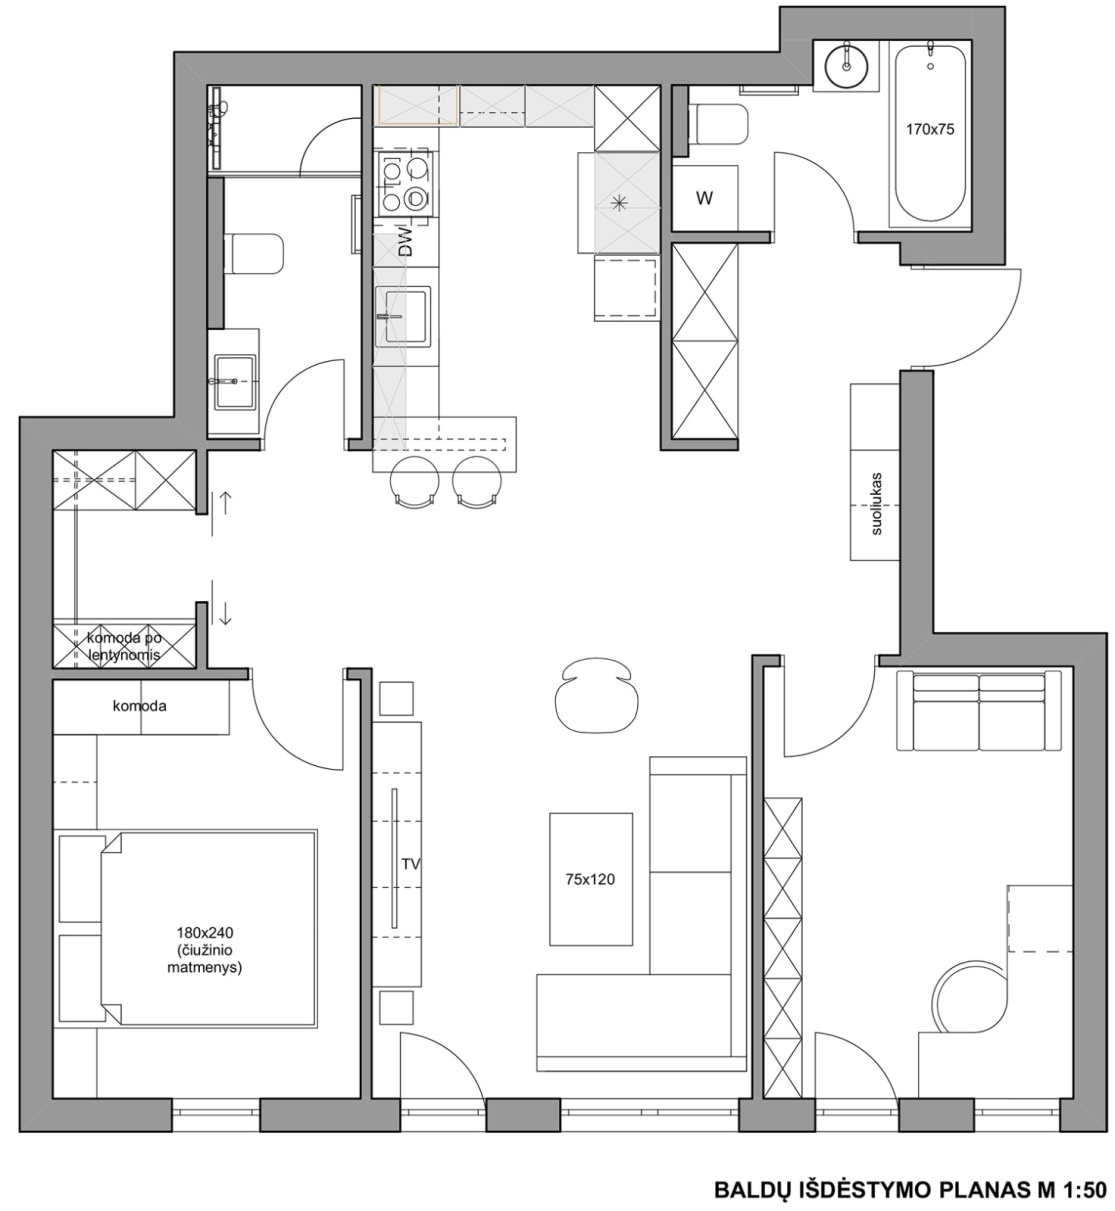 170x75
W
DW
suoliukas
komoda po
lentynomis
komoda
TV
75x120
180x240
(čiužinio
matmenys)
BALDŲ IŠDĖSTYMO PLANAS M 1:50